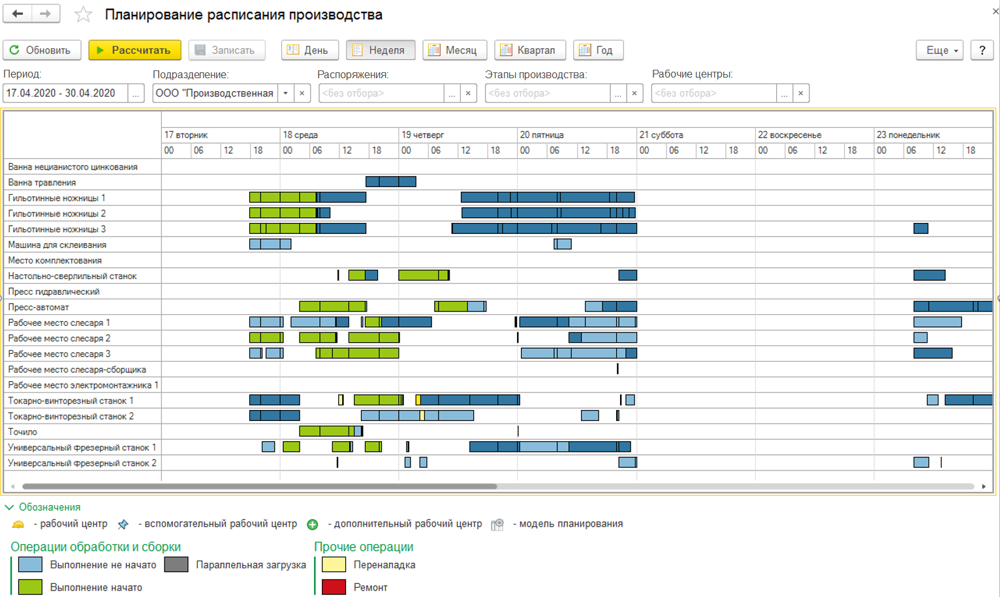 Планирование расписания производства
Обновить Рассчитать Записать День Неделя Месяц Квартал Год Еще ?
Период: Подразделение: Распоряжения: Этапы производства: Рабочие центры:
17.04.2020 - 30.04.2020 ... ООО "Производственная <без отбора> ... <без отбора> ... <без отбора> ...
17 вторник 18 среда 19 четверг 20 пятница 21 суббота 22 воскресенье 23 понедельник
00 06 12 18 00 06 12 18 00 06 12 18 00 06 12 18 00 06 12 18 00 06 12 18 00 06 12 18
Ванна нецианистого цинкования
Ванна травления
Гильотинные ножницы 1
Гильотинные ножницы 2
Гильотинные ножницы 3
Машина для склеивания
Место комплектования
Настольно-сверлильный станок
Пресс гидравлический
Пресс-автомат
Рабочее место слесаря 1
Рабочее место слесаря 2
Рабочее место слесаря 3
Рабочее место слесаря-сборщика
Рабочее место электромонтажника 1
Токарно-винторезный станок 1
Токарно-винторезный станок 2
Точило
Универсальный фрезерный станок 1
Универсальный фрезерный станок 2
Обозначения
- рабочий центр - вспомогательный рабочий центр - дополнительный рабочий центр - модель планирования
Операции обработки и сборки Прочие операции
Выполнение не начато Параллельная загрузка Переналадка
Выполнение начато Ремонт